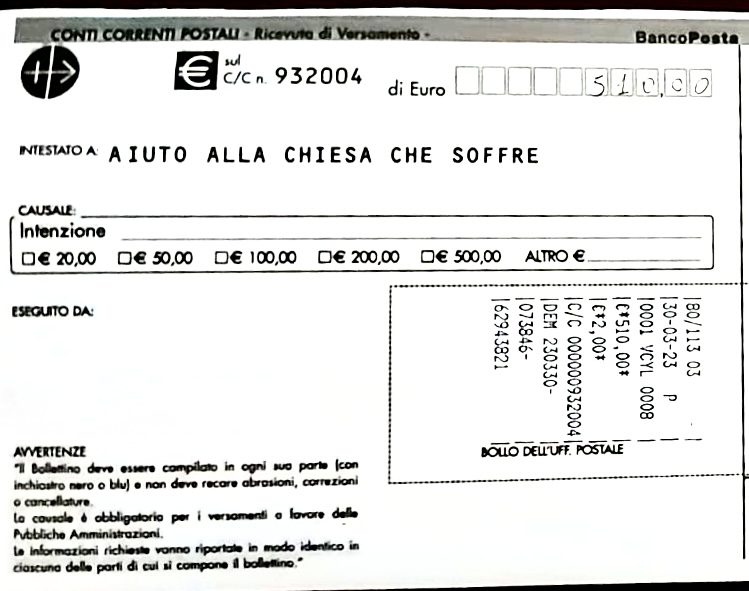 CONTI CORRENTI POSTALI - Ricevuta di Versamento -
BancoPosta
€ sul C/C n. 932004 di Euro 510,00
INTESTATO A: AIUTO ALLA CHIESA CHE SOFFRE
CAUSALE:
Intenzione
□€ 20,00 □€ 50,00 □€ 100,00 □€ 200,00 □€ 500,00 ALTRO €
ESEGUITO DA:
|80/113 03 |
|30-03-23 P |
|0001 VCYL 0008 |
|€*510,00* |
|€*2,00* |
|C/C 000000932004|
|DEM 230330- |
|073846- |
|62943821 |
BOLLO DELL'UFF. POSTALE
AVVERTENZE
"Il Bollettino deve essere compilato in ogni sua parte (con
inchiostro nero o blu) e non deve recare abrasioni, correzioni
o cancellature.
La causale è obbligatoria per i versamenti a favore delle
Pubbliche Amministrazioni.
Le informazioni richieste vanno riportate in modo identico in
ciascuna delle parti di cui si compone il bollettino."